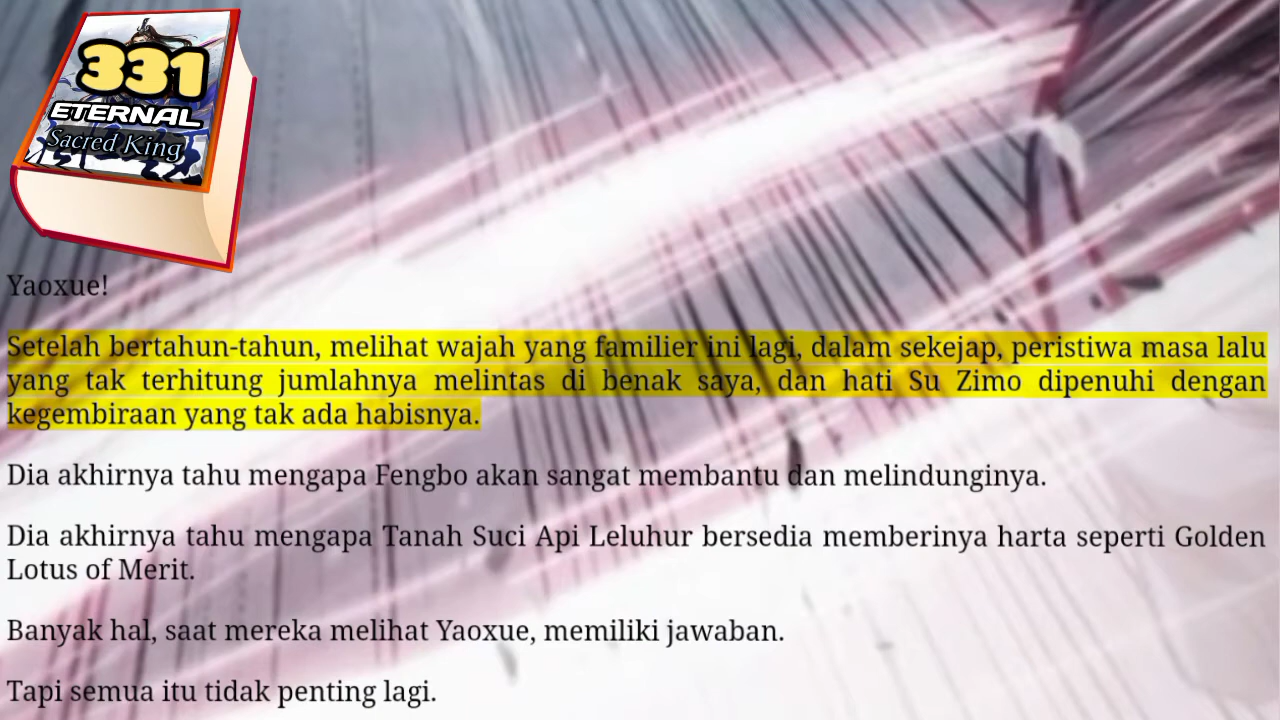 331
ETERNAL
Sacred King
Yaoxue!
Setelah bertahun-tahun, melihat wajah yang familier ini lagi, dalam sekejap, peristiwa masa lalu
yang tak terhitung jumlahnya melintas di benak saya, dan hati Su Zimo dipenuhi dengan
kegembiraan yang tak ada habisnya.
Dia akhirnya tahu mengapa Fengbo akan sangat membantu dan melindunginya.
Dia akhirnya tahu mengapa Tanah Suci Api Leluhur bersedia memberinya harta seperti Golden
Lotus of Merit.
Banyak hal, saat mereka melihat Yaoxue, memiliki jawaban.
Tapi semua itu tidak penting lagi.